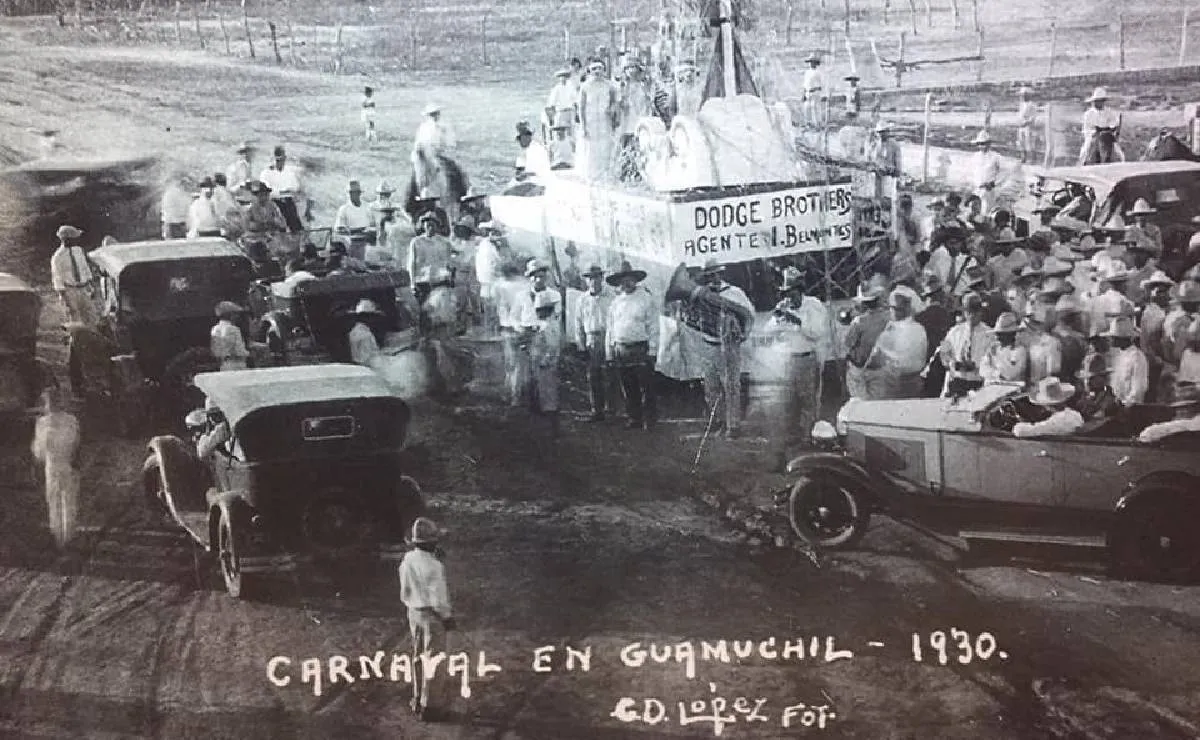 DODGE BROTHERS
AGENTE I. BELMONTES
CARNAVAL EN GUAMUCHIL - 1930.
G.D. LOPEZ FOT.